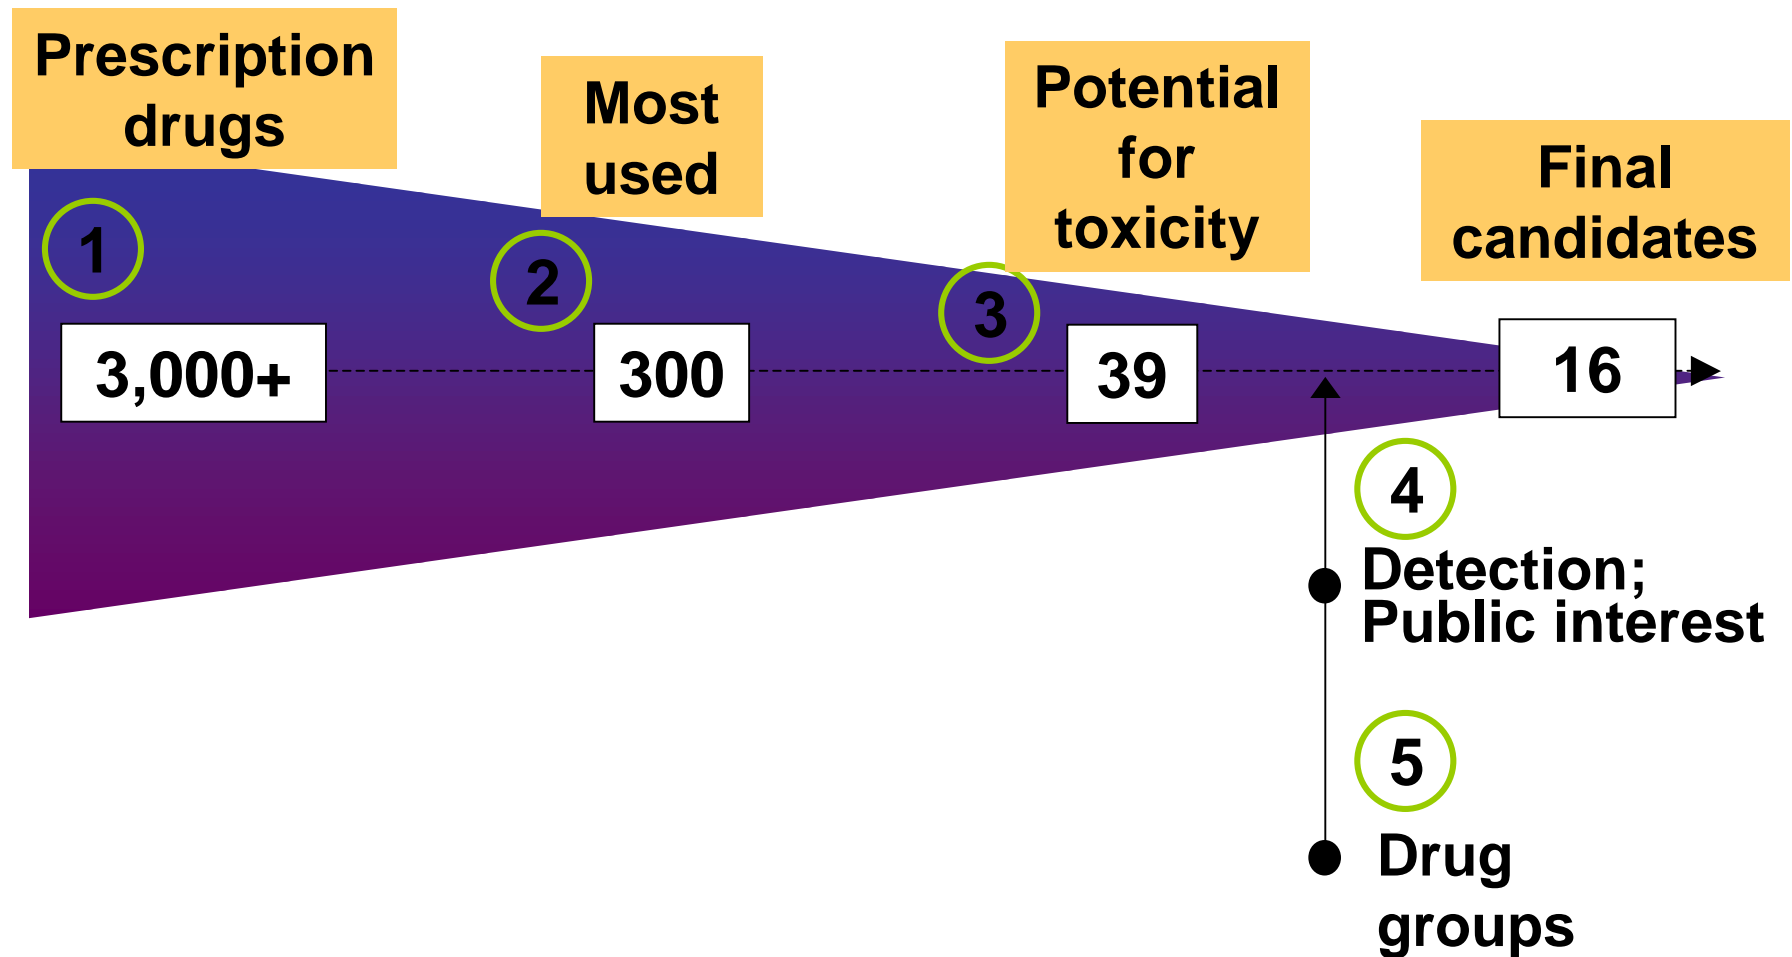 Prescription
drugs
Most
used
Potential
for
toxicity
Final
candidates
1
2
3
3,000+
300
39
16
4
Detection;
Public interest
5
Drug
groups